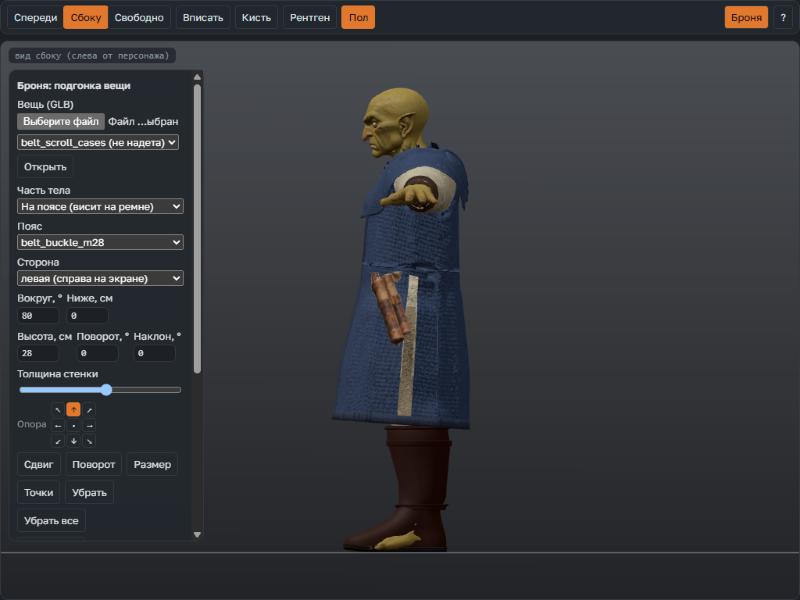 Спереди Сбоку Свободно Вписать Кисть Рентген Пол Броня ?
вид сбоку (слева от персонажа)
Броня: подгонка вещи
Вещь (GLB)
Выберите файл Файл ...ыбран
belt_scroll_cases (не надета)
Открыть
Часть тела
На поясе (висит на ремне)
Пояс
belt_buckle_m28
Сторона
левая (справа на экране)
Вокруг, ° Ниже, см
80 0
Высота, см Поворот, ° Наклон, °
28 0 0
Толщина стенки
↖ ↑ ↗
Опора ← · →
↙ ↓ ↘
Сдвиг Поворот Размер
Точки Убрать
Убрать все